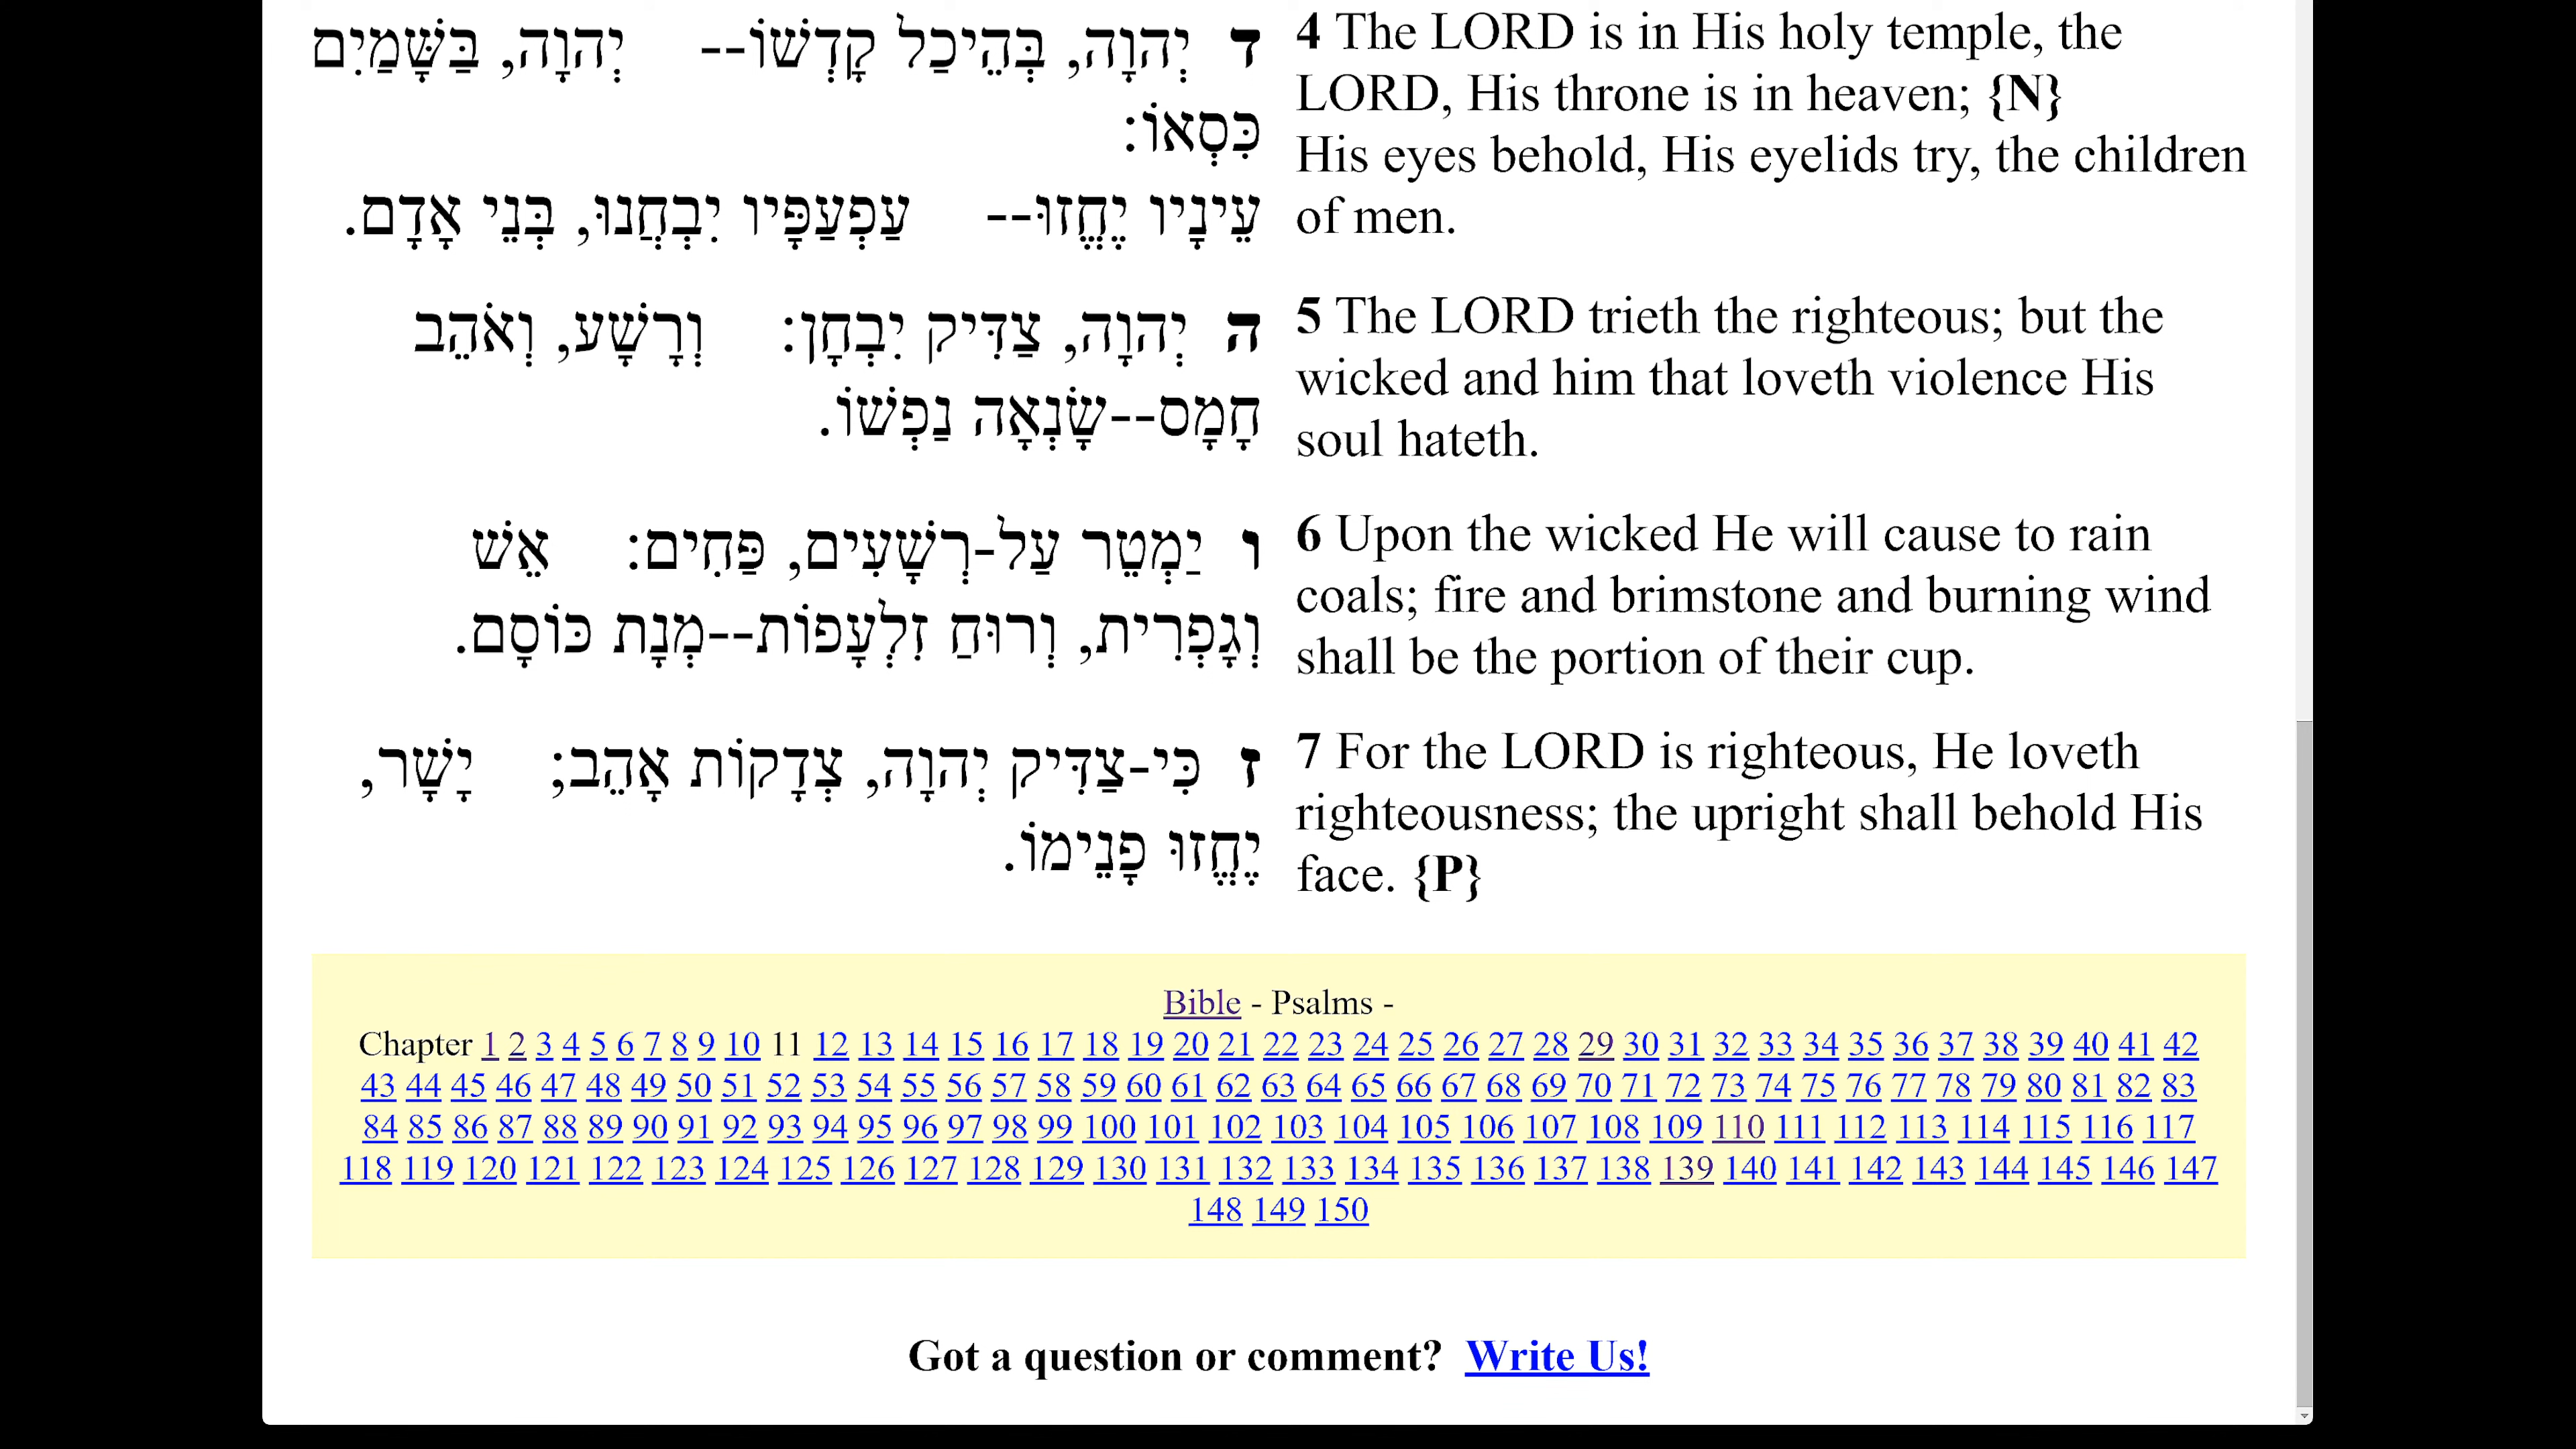 ד יְהוָה, בְּהֵיכַל קָדְשׁוֹ-- יְהוָה, בַּשָּׁמַיִם
כִּסְאוֹ:
עֵינָיו יֶחֱזוּ-- עַפְעַפָּיו יִבְחֲנוּ, בְּנֵי אָדָם.
4 The LORD is in His holy temple, the
LORD, His throne is in heaven; {N}
His eyes behold, His eyelids try, the children
of men.
ה יְהוָה, צַדִּיק יִבְחָן: וְרָשָׁע, וְאֹהֵב
חָמָס--שָׂנְאָה נַפְשׁוֹ.
5 The LORD trieth the righteous; but the
wicked and him that loveth violence His
soul hateth.
ו יַמְטֵר עַל-רְשָׁעִים, פַּחִים: אֵשׁ
וְגָפְרִית, וְרוּחַ זִלְעָפוֹת--מְנָת כּוֹסָם.
6 Upon the wicked He will cause to rain
coals; fire and brimstone and burning wind
shall be the portion of their cup.
ז כִּי-צַדִּיק יְהוָה, צְדָקוֹת אָהֵב; יָשָׁר,
יֶחֱזוּ פָנֵימוֹ.
7 For the LORD is righteous, He loveth
righteousness; the upright shall behold His
face. {P}
Bible - Psalms -
Chapter 1 2 3 4 5 6 7 8 9 10 11 12 13 14 15 16 17 18 19 20 21 22 23 24 25 26 27 28 29 30 31 32 33 34 35 36 37 38 39 40 41 42
43 44 45 46 47 48 49 50 51 52 53 54 55 56 57 58 59 60 61 62 63 64 65 66 67 68 69 70 71 72 73 74 75 76 77 78 79 80 81 82 83
84 85 86 87 88 89 90 91 92 93 94 95 96 97 98 99 100 101 102 103 104 105 106 107 108 109 110 111 112 113 114 115 116 117
118 119 120 121 122 123 124 125 126 127 128 129 130 131 132 133 134 135 136 137 138 139 140 141 142 143 144 145 146 147
148 149 150
Got a question or comment? Write Us!